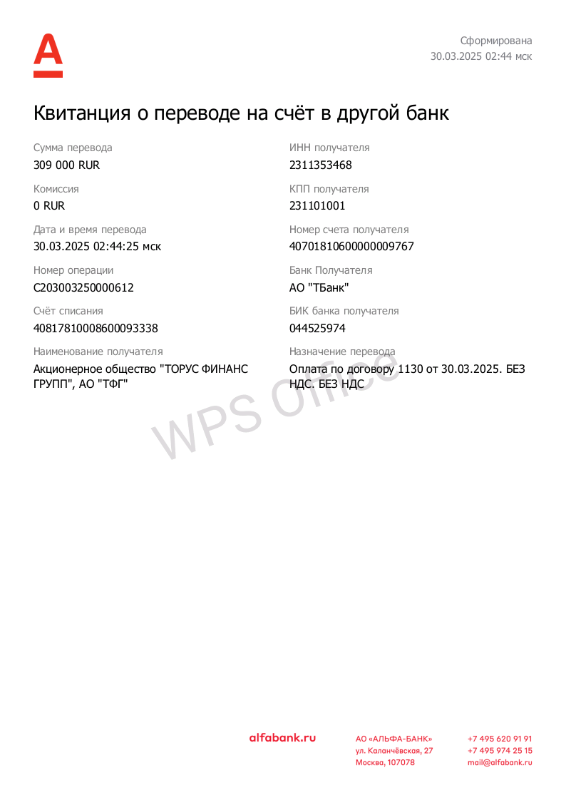 Сформирована
30.03.2025 02:44 мск
Квитанция о переводе на счёт в другой банк
Сумма перевода
309 000 RUR
Комиссия
0 RUR
Дата и время перевода
30.03.2025 02:44:25 мск
Номер операции
C203003250000612
Счёт списания
40817810008600093338
Наименование получателя
Акционерное общество "ТОРУС ФИНАНС
ГРУПП", АО "ТФГ"
ИНН получателя
2311353468
КПП получателя
231101001
Номер счета получателя
40701810600000009767
Банк Получателя
АО "ТБанк"
БИК банка получателя
044525974
Назначение перевода
Оплата по договору 1130 от 30.03.2025. БЕЗ
НДС. БЕЗ НДС
WPS Office
alfabank.ru
АО «АЛЬФА-БАНК»
ул. Каланчёвская, 27
Москва, 107078
+7 495 620 91 91
+7 495 974 25 15
mail@alfabank.ru